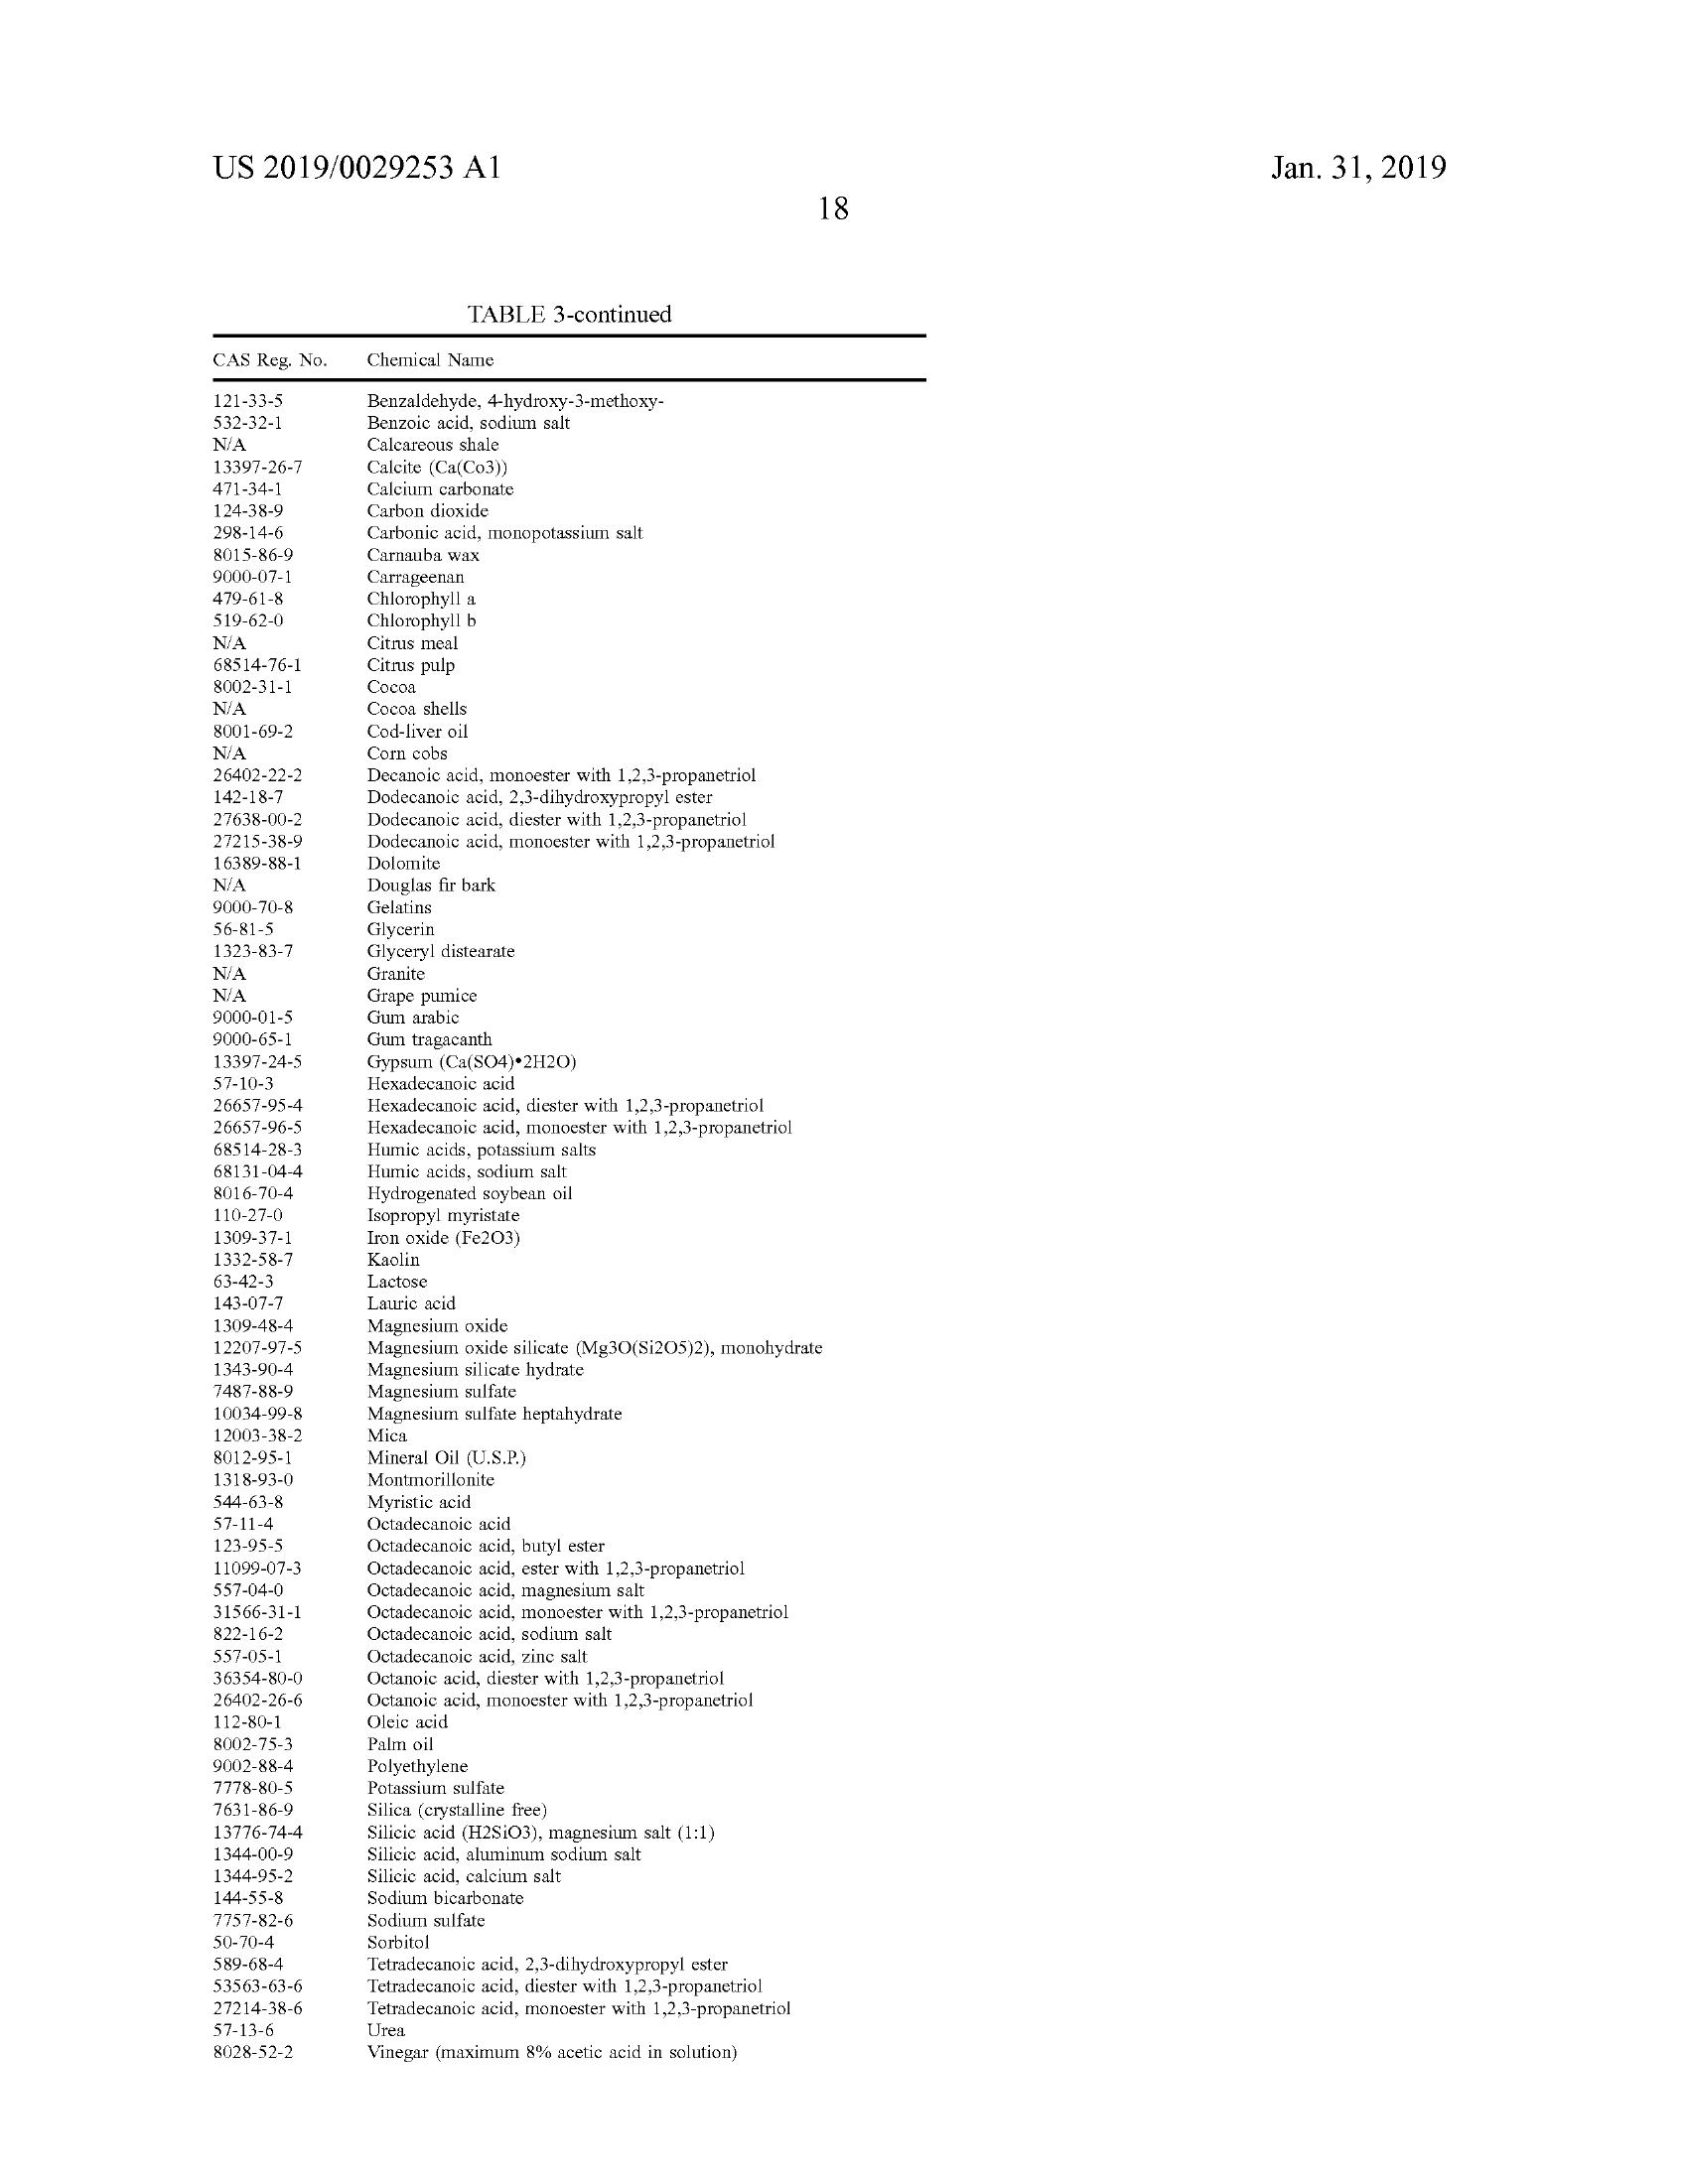 US 2019/0029253 A1
Jan. 31, 2019
18
TABLE 3-continued
CAS Reg. No. Chemical Name
121-33-5 Benzaldehyde, 4-hydroxy-3-methoxy-
532-32-1 Benzoic acid, sodium salt
N/A Calcareous shale
13397-26-7 Calcite (Ca(Co3))
471-34-1 Calcium carbonate
124-38-9 Carbon dioxide
298-14-6 Carbonic acid, monopotassium salt
8015-86-9 Carnauba wax
9000-07-1 Carrageenan
479-61-8 Chlorophyll a
519-62-0 Chlorophyll b
N/A Citrus meal
68514-76-1 Citrus pulp
8002-31-1 Cocoa
N/A Cocoa shells
8001-69-2 Cod-liver oil
N/A Corn cobs
26402-22-2 Decanoic acid, monoester with 1,2,3-propanetriol
142-18-7 Dodecanoic acid, 2,3-dihydroxypropyl ester
27638-00-2 Dodecanoic acid, diester with 1,2,3-propanetriol
27215-38-9 Dodecanoic acid, monoester with 1,2,3-propanetriol
16389-88-1 Dolomite
N/A Douglas fir bark
9000-70-8 Gelatins
56-81-5 Glycerin
1323-83-7 Glyceryl distearate
N/A Granite
N/A Grape pumice
9000-01-5 Gum arabic
9000-65-1 Gum tragacanth
13397-24-5 Gypsum (Ca(SO4)•2H2O)
57-10-3 Hexadecanoic acid
26657-95-4 Hexadecanoic acid, diester with 1,2,3-propanetriol
26657-96-5 Hexadecanoic acid, monoester with 1,2,3-propanetriol
68514-28-3 Humic acids, potassium salts
68131-04-4 Humic acids, sodium salt
8016-70-4 Hydrogenated soybean oil
110-27-0 Isopropyl myristate
1309-37-1 Iron oxide (Fe2O3)
1332-58-7 Kaolin
63-42-3 Lactose
143-07-7 Lauric acid
1309-48-4 Magnesium oxide
12207-97-5 Magnesium oxide silicate (Mg3O(Si2O5)2), monohydrate
1343-90-4 Magnesium silicate hydrate
7487-88-9 Magnesium sulfate
10034-99-8 Magnesium sulfate heptahydrate
12003-38-2 Mica
8012-95-1 Mineral Oil (U.S.P.)
1318-93-0 Montmorillonite
544-63-8 Myristic acid
57-11-4 Octadecanoic acid
123-95-5 Octadecanoic acid, butyl ester
11099-07-3 Octadecanoic acid, ester with 1,2,3-propanetriol
557-04-0 Octadecanoic acid, magnesium salt
31566-31-1 Octadecanoic acid, monoester with 1,2,3-propanetriol
822-16-2 Octadecanoic acid, sodium salt
557-05-1 Octadecanoic acid, zinc salt
36354-80-0 Octanoic acid, diester with 1,2,3-propanetriol
26402-26-6 Octanoic acid, monoester with 1,2,3-propanetriol
112-80-1 Oleic acid
8002-75-3 Palm oil
9002-88-4 Polyethylene
7778-80-5 Potassium sulfate
7631-86-9 Silica (crystalline free)
13776-74-4 Silicic acid (H2SiO3), magnesium salt (1:1)
1344-00-9 Silicic acid, aluminum sodium salt
1344-95-2 Silicic acid, calcium salt
144-55-8 Sodium bicarbonate
7757-82-6 Sodium sulfate
50-70-4 Sorbitol
589-68-4 Tetradecanoic acid, 2,3-dihydroxypropyl ester
53563-63-6 Tetradecanoic acid, diester with 1,2,3-propanetriol
27214-38-6 Tetradecanoic acid, monoester with 1,2,3-propanetriol
57-13-6 Urea
8028-52-2 Vinegar (maximum 8% acetic acid in solution)